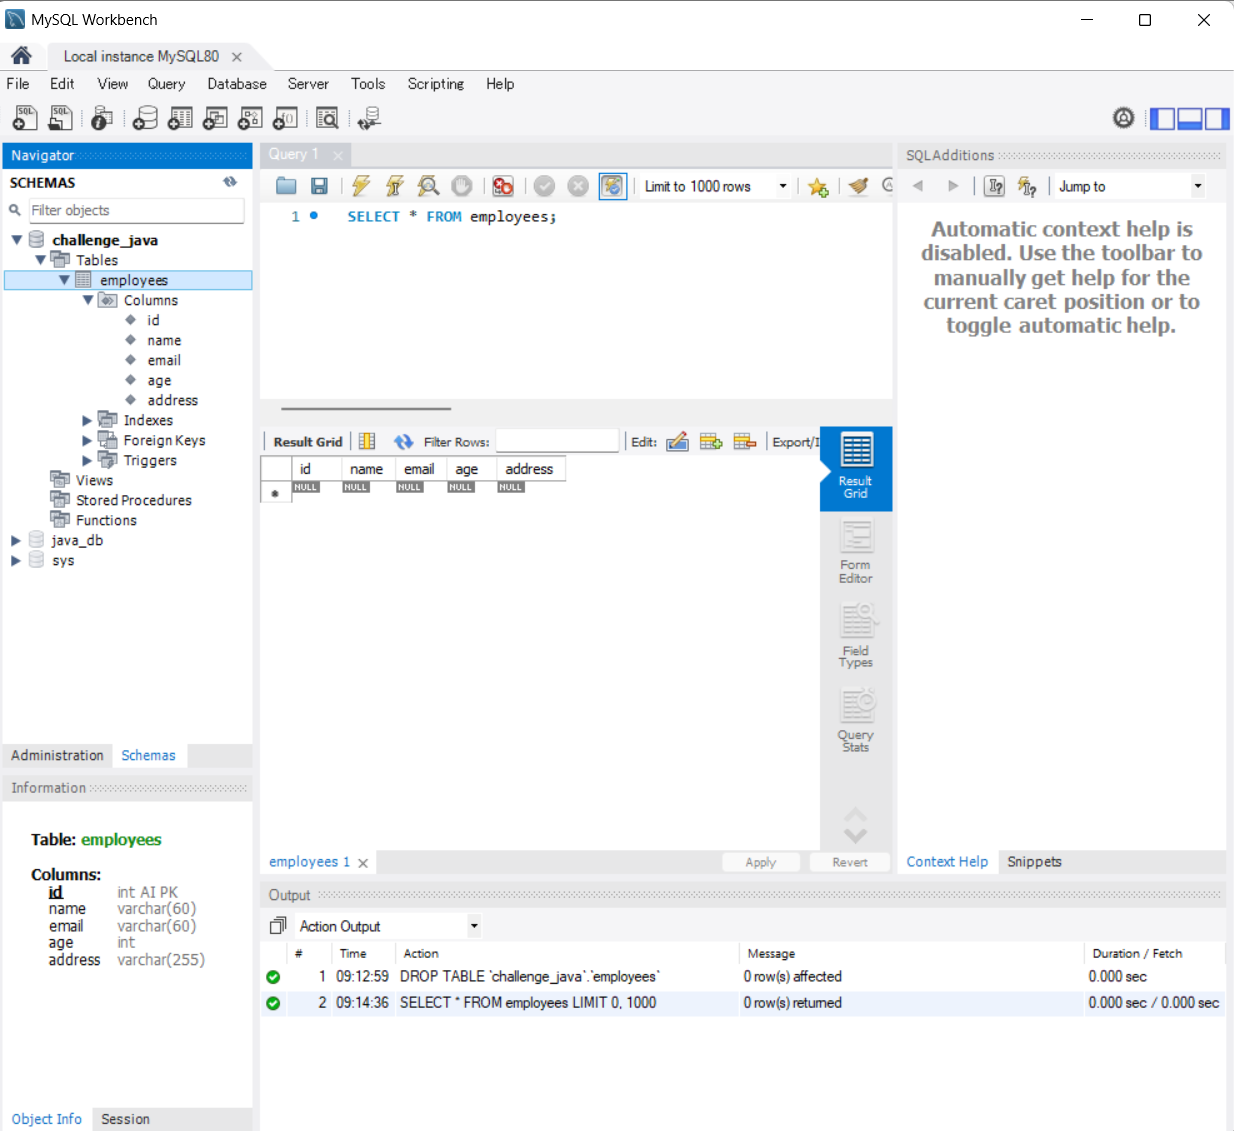 MySQL Workbench
Local instance MySQL80
File Edit View Query Database Server Tools Scripting Help
Navigator
SCHEMAS
Filter objects
challenge_java
Tables
employees
Columns
id
name
email
age
address
Indexes
Foreign Keys
Triggers
Views
Stored Procedures
Functions
java_db
sys
Administration Schemas
Information
Table: employees
Columns:
id int AI PK
name varchar(60)
email varchar(60)
age int
address varchar(255)
Object Info Session
Query 1
Limit to 1000 rows
1 SELECT * FROM employees;
Result Grid Filter Rows: Edit: Export/I
id name email age address
NULL NULL NULL NULL NULL
Result
Grid
Form
Editor
Field
Types
Query
Stats
employees 1 Apply Revert
SQLAdditions
Jump to
Automatic context help is
disabled. Use the toolbar to
manually get help for the
current caret position or to
toggle automatic help.
Context Help Snippets
Output
Action Output
# Time Action Message Duration / Fetch
1 09:12:59 DROP TABLE `challenge_java`.`employees` 0 row(s) affected 0.000 sec
2 09:14:36 SELECT * FROM employees LIMIT 0, 1000 0 row(s) returned 0.000 sec / 0.000 sec